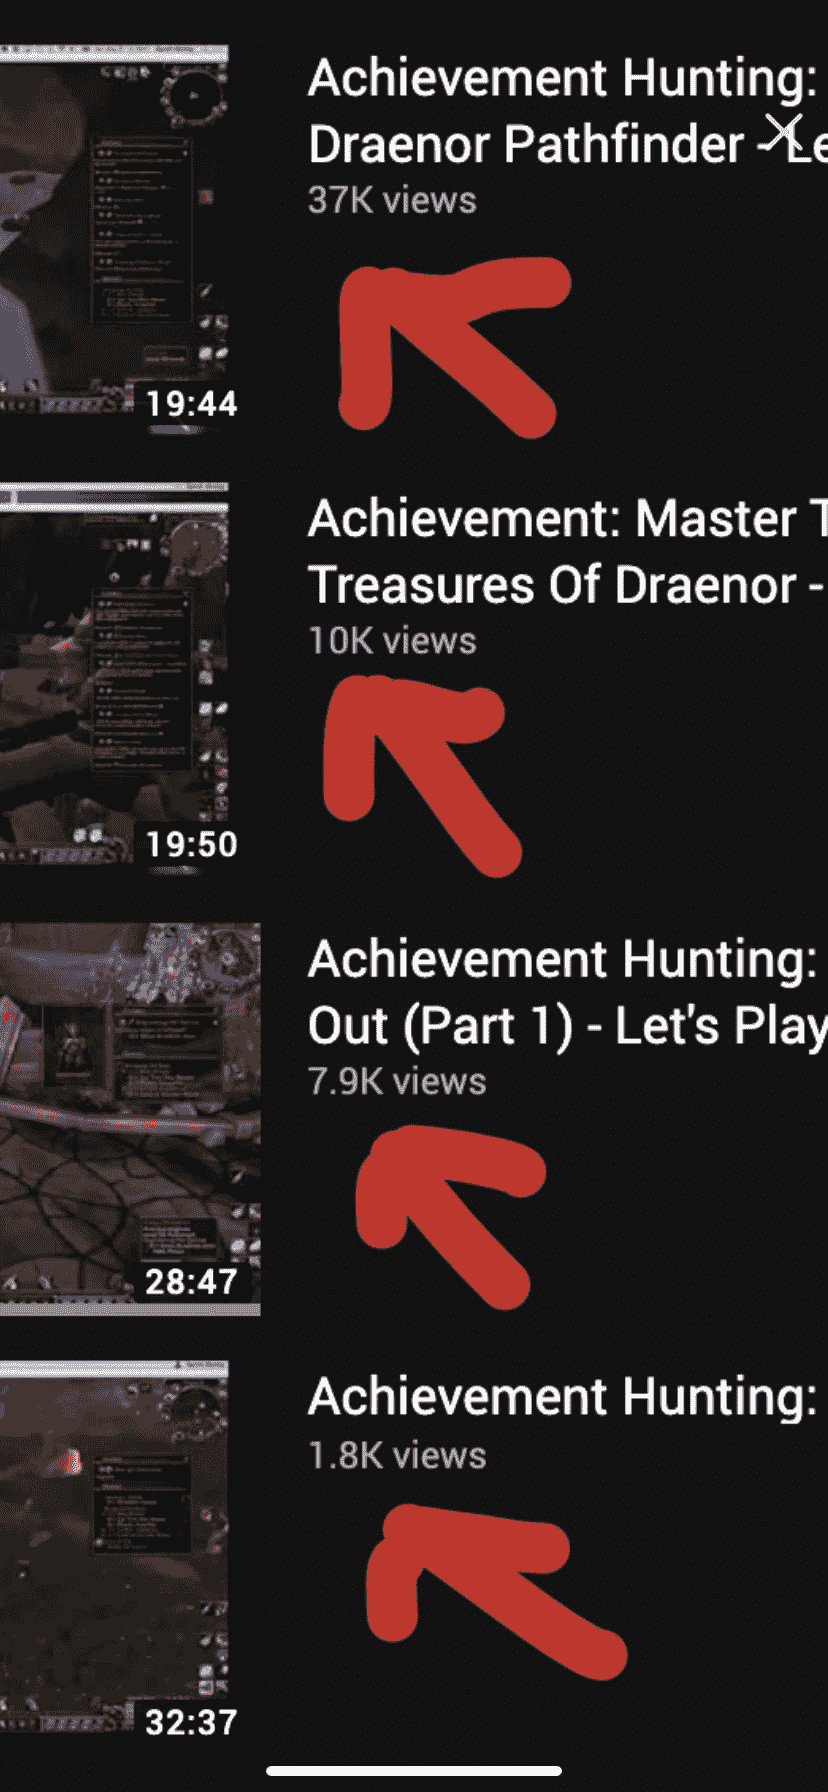 Achievement Hunting:
Draenor Pathfinder - Le
37K views
19:44
Achievement: Master T
Treasures Of Draenor -
10K views
19:50
Achievement Hunting:
Out (Part 1) - Let's Play
7.9K views
28:47
Achievement Hunting:
1.8K views
32:37